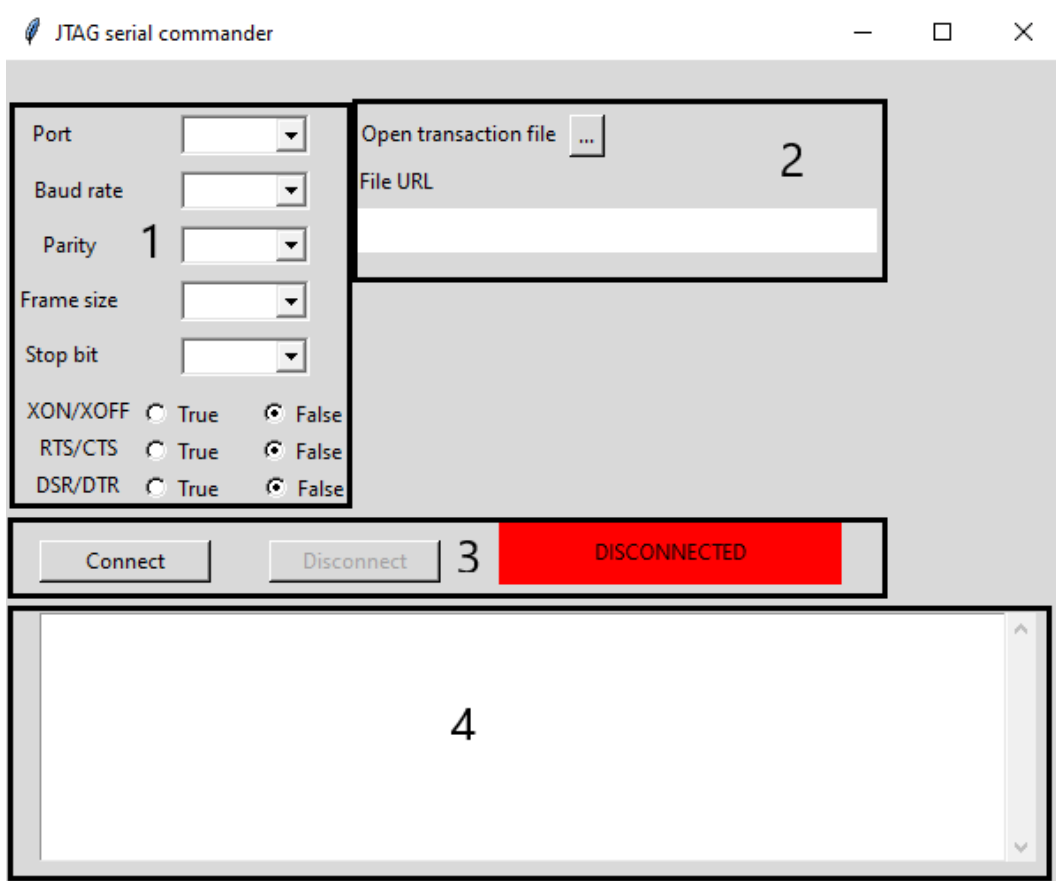 JTAG serial commander
Port
Baud rate
Parity
1
Frame size
Stop bit
XON/XOFF True False
RTS/CTS True False
DSR/DTR True False
Open transaction file ...
2
File URL
Connect Disconnect 3 DISCONNECTED
4